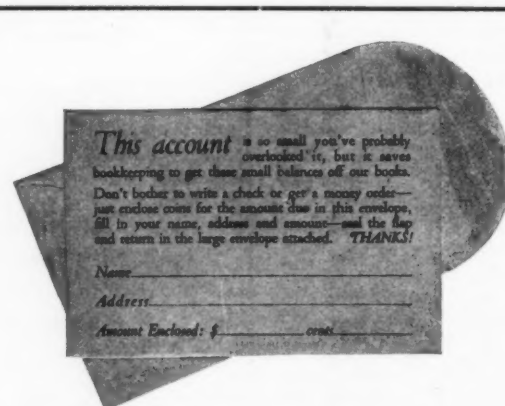 This account is so small you've probably
overlooked it, but it saves
bookkeeping to get these small balances off our books.
Don't bother to write a check or get a money order—
just enclose coins for the amount due in this envelope,
fill in your name, address and amount—seal the flap
and return in the large envelope attached. THANKS!
Name
Address
Amount Enclosed: $ cents